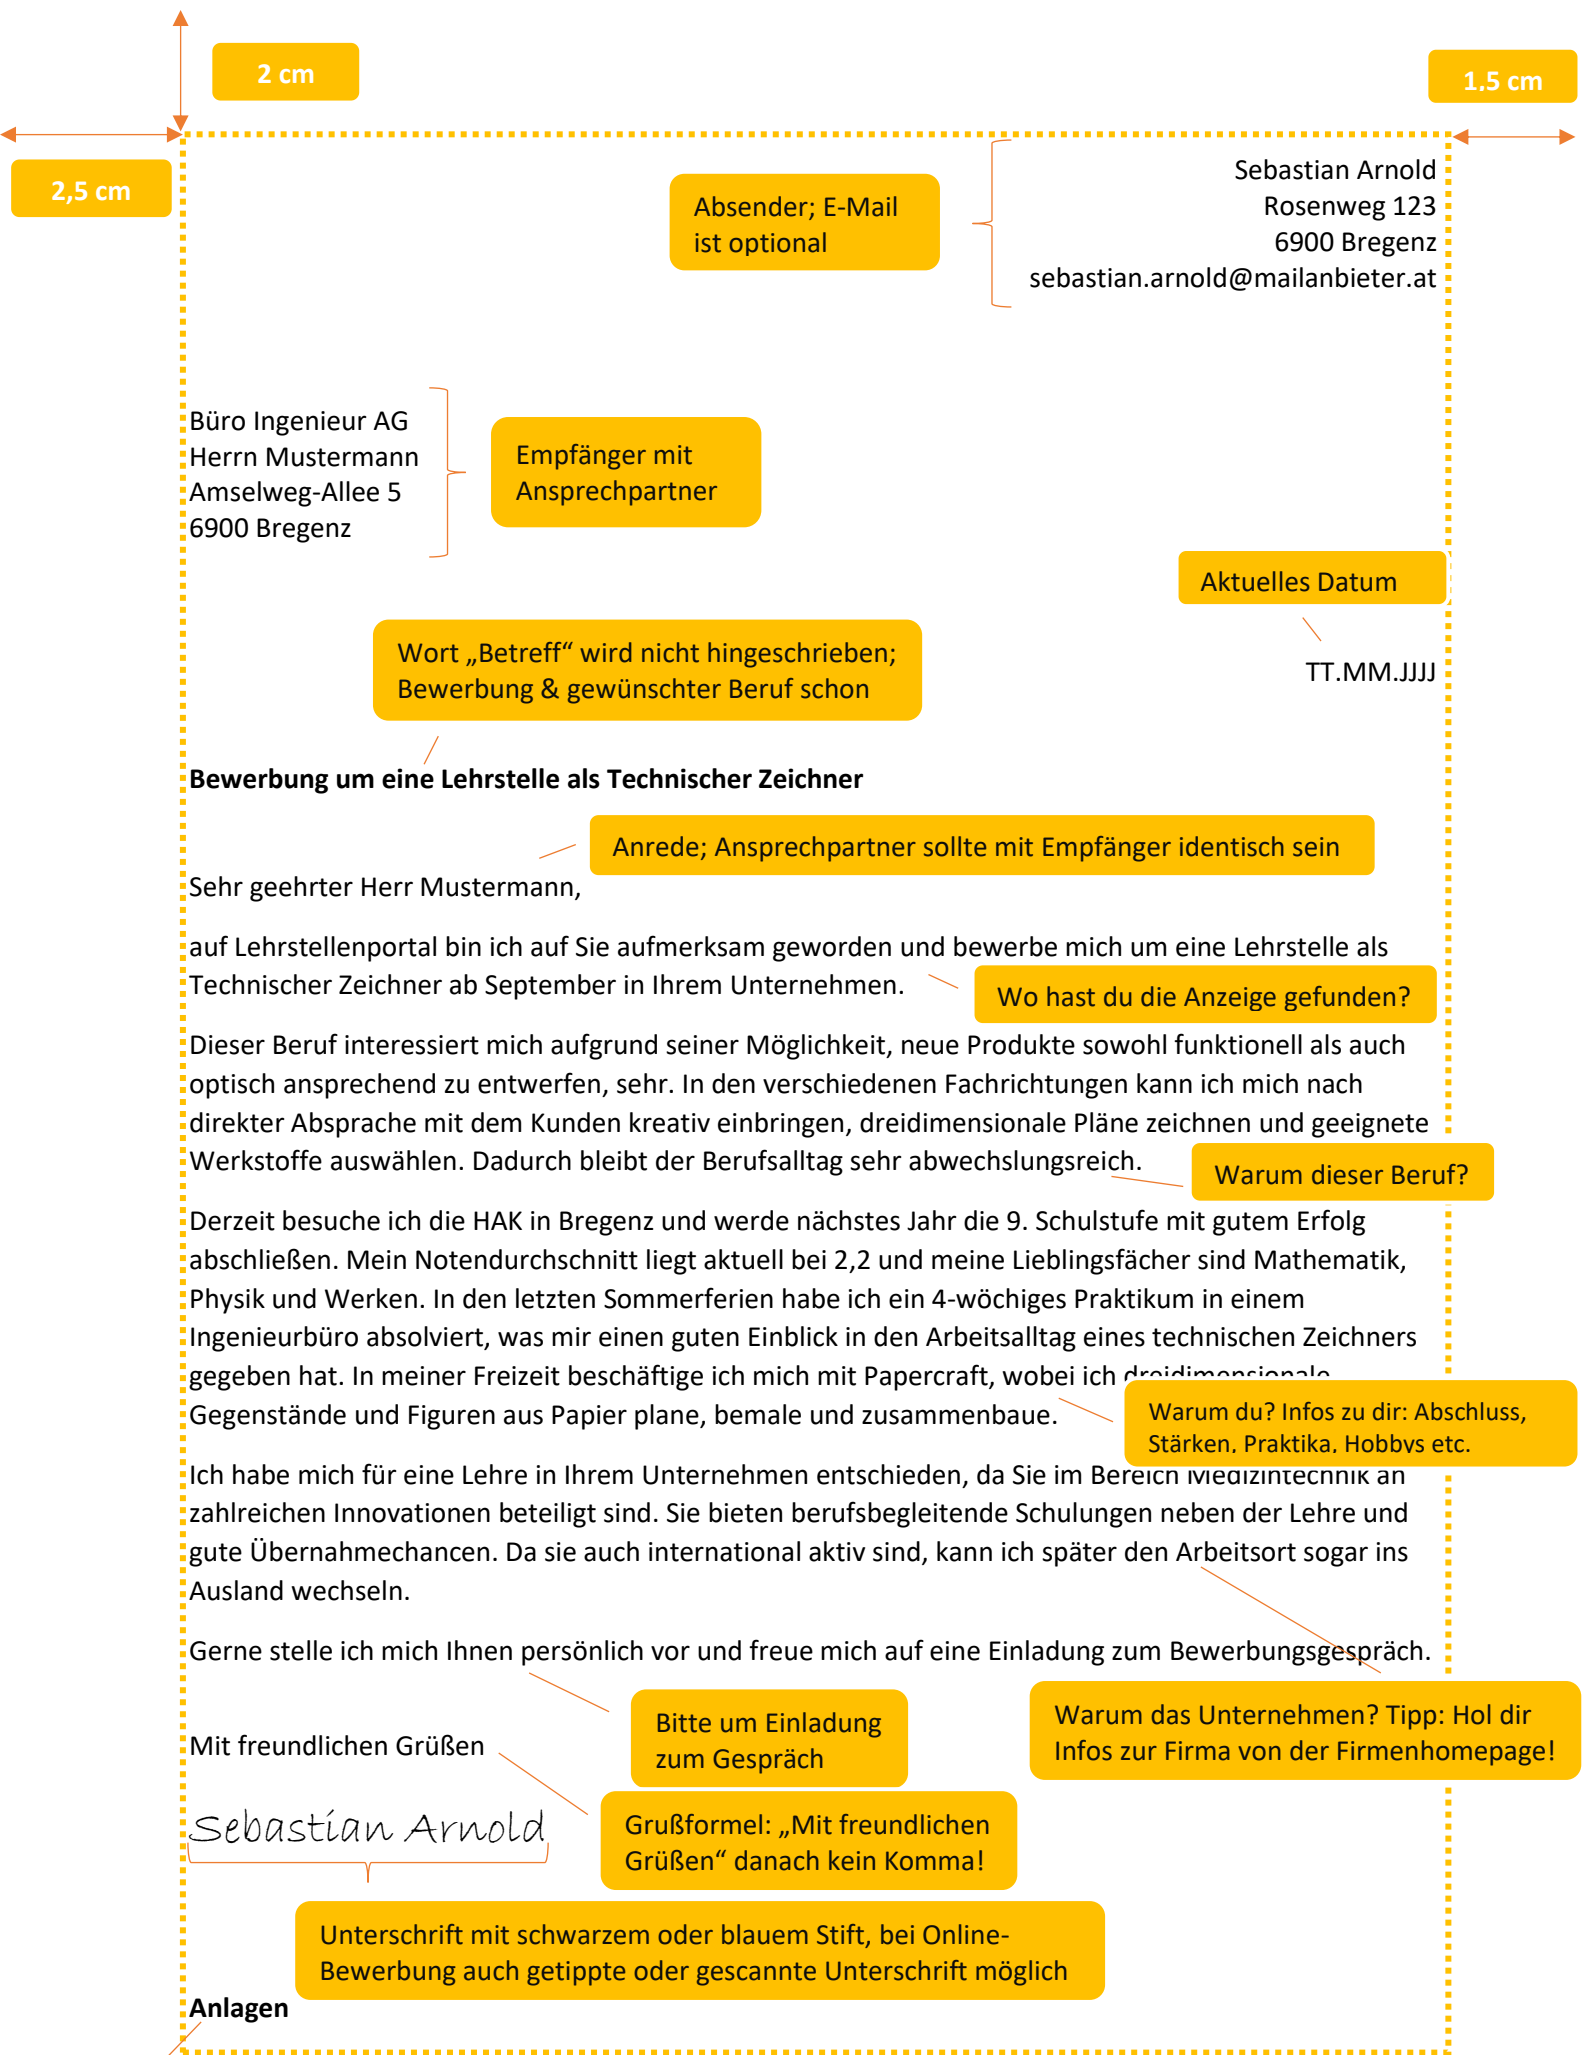 2 cm
1,5 cm
2,5 cm
Absender; E-Mail
ist optional
Sebastian Arnold
Rosenweg 123
6900 Bregenz
sebastian.arnold@mailanbieter.at
Büro Ingenieur AG
Herrn Mustermann
Amselweg-Allee 5
6900 Bregenz
Empfänger mit
Ansprechpartner
Aktuelles Datum
TT.MM.JJJJ
Wort „Betreff“ wird nicht hingeschrieben;
Bewerbung & gewünschter Beruf schon
Bewerbung um eine Lehrstelle als Technischer Zeichner
Anrede; Ansprechpartner sollte mit Empfänger identisch sein
Sehr geehrter Herr Mustermann,
auf Lehrstellenportal bin ich auf Sie aufmerksam geworden und bewerbe mich um eine Lehrstelle als
Technischer Zeichner ab September in Ihrem Unternehmen.
Wo hast du die Anzeige gefunden?
Dieser Beruf interessiert mich aufgrund seiner Möglichkeit, neue Produkte sowohl funktionell als auch
optisch ansprechend zu entwerfen, sehr. In den verschiedenen Fachrichtungen kann ich mich nach
direkter Absprache mit dem Kunden kreativ einbringen, dreidimensionale Pläne zeichnen und geeignete
Werkstoffe auswählen. Dadurch bleibt der Berufsalltag sehr abwechslungsreich.
Warum dieser Beruf?
Derzeit besuche ich die HAK in Bregenz und werde nächstes Jahr die 9. Schulstufe mit gutem Erfolg
abschließen. Mein Notendurchschnitt liegt aktuell bei 2,2 und meine Lieblingsfächer sind Mathematik,
Physik und Werken. In den letzten Sommerferien habe ich ein 4-wöchiges Praktikum in einem
Ingenieurbüro absolviert, was mir einen guten Einblick in den Arbeitsalltag eines technischen Zeichners
gegeben hat. In meiner Freizeit beschäftige ich mich mit Papercraft, wobei ich dreidimensionale
Gegenstände und Figuren aus Papier plane, bemale und zusammenbaue.
Warum du? Infos zu dir: Abschluss,
Stärken, Praktika, Hobbys etc.
Ich habe mich für eine Lehre in Ihrem Unternehmen entschieden, da Sie im Bereich Medizintechnik an
zahlreichen Innovationen beteiligt sind. Sie bieten berufsbegleitende Schulungen neben der Lehre und
gute Übernahmechancen. Da sie auch international aktiv sind, kann ich später den Arbeitsort sogar ins
Ausland wechseln.
Gerne stelle ich mich Ihnen persönlich vor und freue mich auf eine Einladung zum Bewerbungsgespräch.
Bitte um Einladung
zum Gespräch
Warum das Unternehmen? Tipp: Hol dir
Infos zur Firma von der Firmenhomepage!
Mit freundlichen Grüßen
Sebastian Arnold
Grußformel: „Mit freundlichen
Grüßen“ danach kein Komma!
Unterschrift mit schwarzem oder blauem Stift, bei Online-
Bewerbung auch getippte oder gescannte Unterschrift möglich
Anlagen